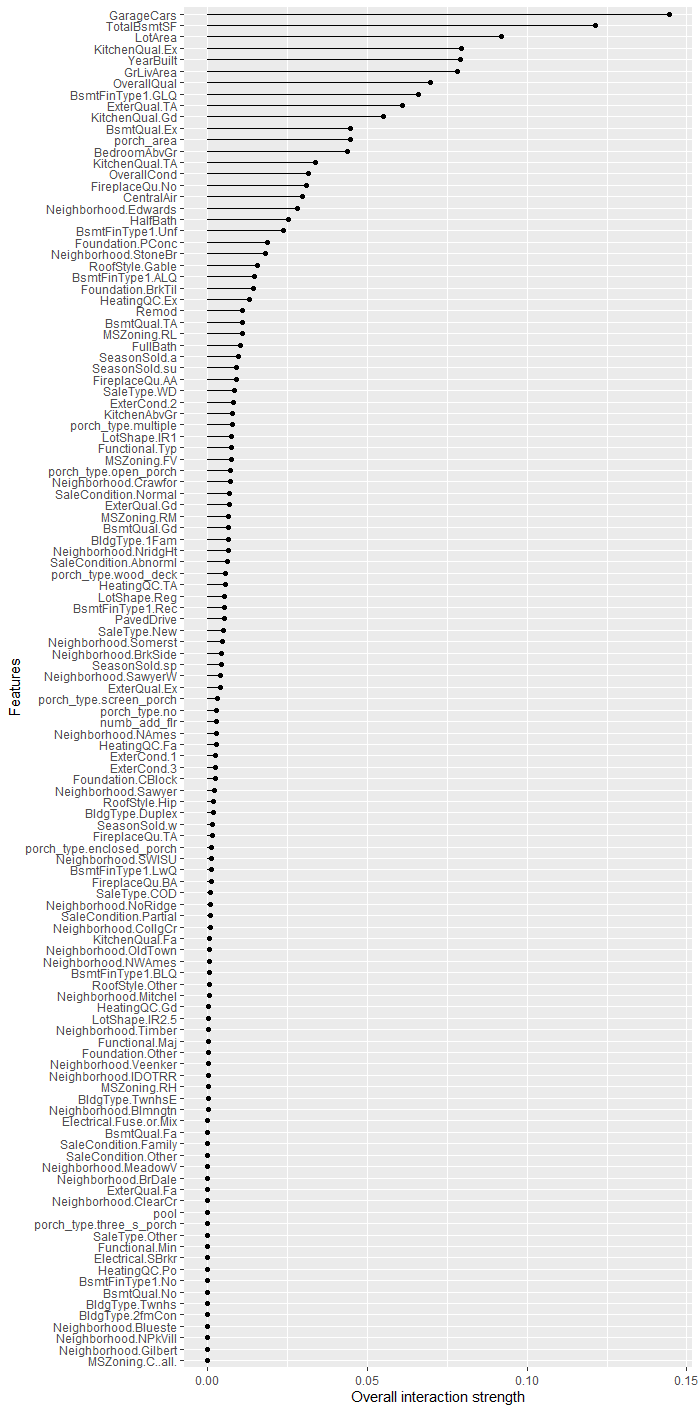 GarageCars
TotalBsmtSF
LotArea
KitchenQual.Ex
YearBuilt
GrLivArea
OverallQual
BsmtFinType1.GLQ
ExterQual.TA
KitchenQual.Gd
BsmtQual.Ex
porch_area
BedroomAbvGr
KitchenQual.TA
OverallCond
FireplaceQu.No
CentralAir
Neighborhood.Edwards
HalfBath
BsmtFinType1.Unf
Foundation.PConc
Neighborhood.StoneBr
RoofStyle.Gable
BsmtFinType1.ALQ
Foundation.BrkTil
HeatingQC.Ex
Remod
BsmtQual.TA
MSZoning.RL
FullBath
SeasonSold.a
SeasonSold.su
FireplaceQu.AA
SaleType.WD
ExterCond.2
KitchenAbvGr
porch_type.multiple
LotShape.IR1
Functional.Typ
MSZoning.FV
porch_type.open_porch
Neighborhood.Crawfor
SaleCondition.Normal
ExterQual.Gd
MSZoning.RM
BsmtQual.Gd
BldgType.1Fam
Neighborhood.NridgHt
SaleCondition.Abnorml
porch_type.wood_deck
HeatingQC.TA
LotShape.Reg
BsmtFinType1.Rec
PavedDrive
SaleType.New
Neighborhood.Somerst
Neighborhood.BrkSide
SeasonSold.sp
Neighborhood.SawyerW
ExterQual.Ex
porch_type.screen_porch
porch_type.no
numb_add_flr
Neighborhood.NAmes
HeatingQC.Fa
ExterCond.1
ExterCond.3
Foundation.CBlock
Neighborhood.Sawyer
RoofStyle.Hip
BldgType.Duplex
SeasonSold.w
FireplaceQu.TA
porch_type.enclosed_porch
Neighborhood.SWISU
BsmtFinType1.LwQ
FireplaceQu.BA
SaleType.COD
Neighborhood.NoRidge
SaleCondition.Partial
Neighborhood.CollgCr
KitchenQual.Fa
Neighborhood.OldTown
Neighborhood.NWAmes
BsmtFinType1.BLQ
RoofStyle.Other
Neighborhood.Mitchel
HeatingQC.Gd
LotShape.IR2.5
Neighborhood.Timber
Functional.Maj
Foundation.Other
Neighborhood.Veenker
Neighborhood.IDOTRR
MSZoning.RH
BldgType.TwnhsE
Neighborhood.Blmngtn
Electrical.Fuse.or.Mix
BsmtQual.Fa
SaleCondition.Family
SaleCondition.Other
Neighborhood.MeadowV
Neighborhood.BrDale
ExterQual.Fa
Neighborhood.ClearCr
pool
porch_type.three_s_porch
SaleType.Other
Functional.Min
Electrical.SBrkr
HeatingQC.Po
BsmtFinType1.No
BsmtQual.No
BldgType.Twnhs
BldgType.2fmCon
Neighborhood.Blueste
Neighborhood.NPkVill
Neighborhood.Gilbert
MSZoning.C..all.
Features
0.00 0.05 0.10 0.15
Overall interaction strength